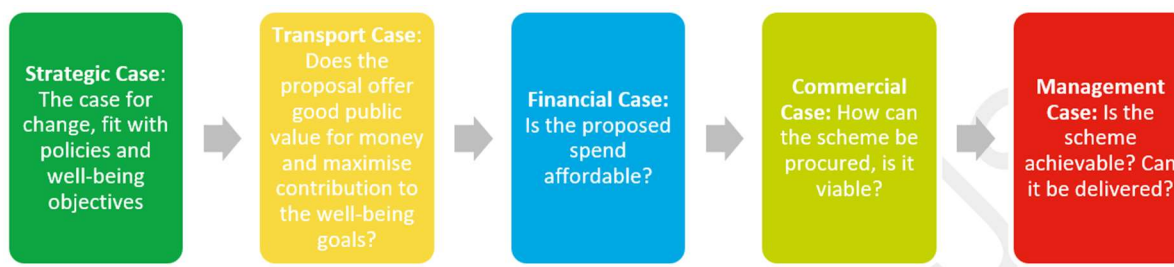 Strategic Case:
The case for
change, fit with
policies and
well-being
objectives
Transport Case:
Does the
proposal offer
good public
value for money
and maximise
contribution to
the well-being
goals?
Financial Case:
Is the proposed
spend
affordable?
Commercial
Case: How can
the scheme be
procured, is it
viable?
Management
Case: Is the
scheme
achievable? Can
it be delivered?